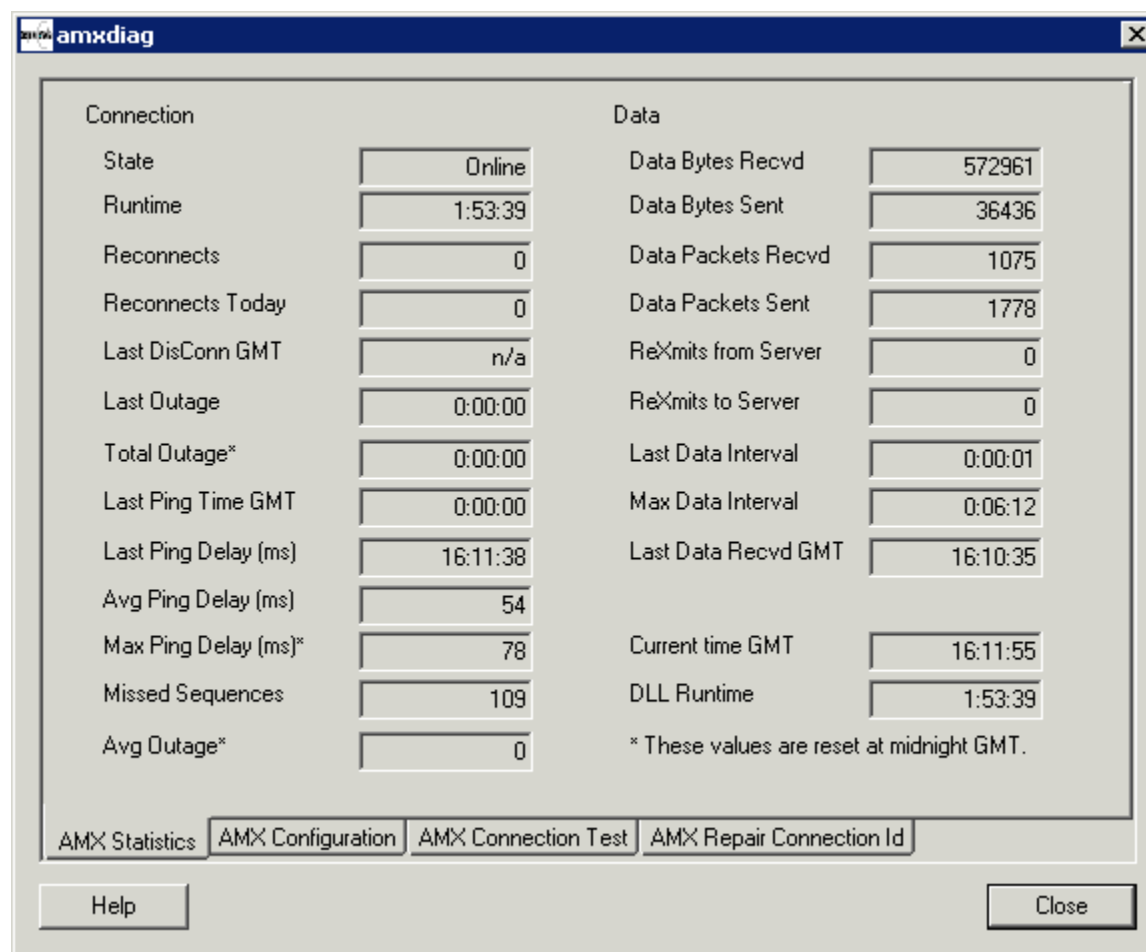 amxdiag
Connection
State Online
Runtime 1:53:39
Reconnects 0
Reconnects Today 0
Last DisConn GMT n/a
Last Outage 0:00:00
Total Outage* 0:00:00
Last Ping Time GMT 0:00:00
Last Ping Delay (ms) 16:11:38
Avg Ping Delay (ms) 54
Max Ping Delay (ms)* 78
Missed Sequences 109
Avg Outage* 0
Data
Data Bytes Recvd 572961
Data Bytes Sent 36436
Data Packets Recvd 1075
Data Packets Sent 1778
ReXmits from Server 0
ReXmits to Server 0
Last Data Interval 0:00:01
Max Data Interval 0:06:12
Last Data Recvd GMT 16:10:35
Current time GMT 16:11:55
DLL Runtime 1:53:39
* These values are reset at midnight GMT.
AMX Statistics AMX Configuration AMX Connection Test AMX Repair Connection Id
Help Close